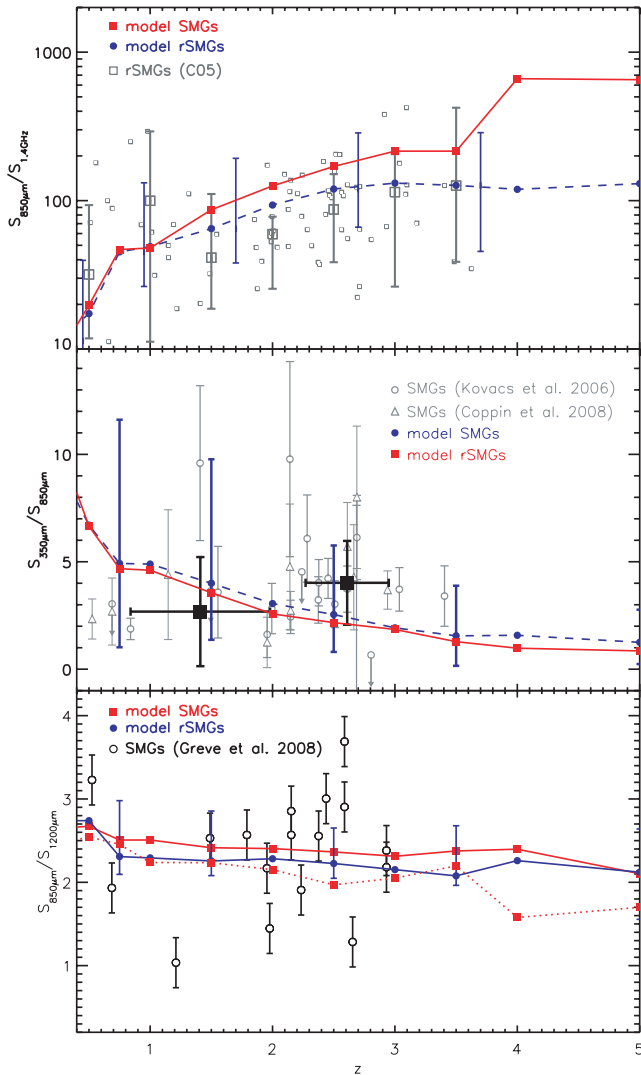 model SMGs
model rSMGs
rSMGs (C05)
S850μm/S1.4GHz
1000
100
10
SMGs (Kovacs et al. 2006)
SMGs (Coppin et al. 2008)
model SMGs
model rSMGs
S350μm/S850μm
10
5
0
model SMGs
model rSMGs
SMGs (Greve et al. 2008)
S850μm/S1200μm
4
3
2
1
1 2 3 4 5
z